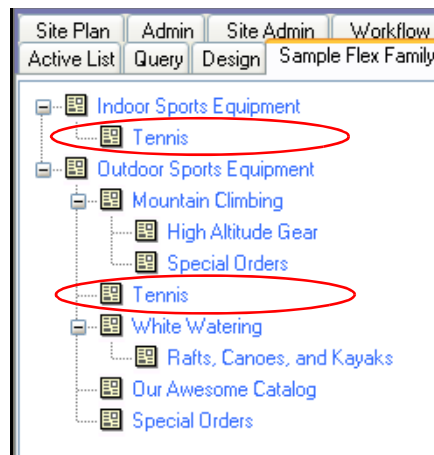 Site Plan Admin Site Admin Workflow
Active List Query Design Sample Flex Family
Indoor Sports Equipment
Tennis
Outdoor Sports Equipment
Mountain Climbing
High Altitude Gear
Special Orders
Tennis
White Watering
Rafts, Canoes, and Kayaks
Our Awesome Catalog
Special Orders